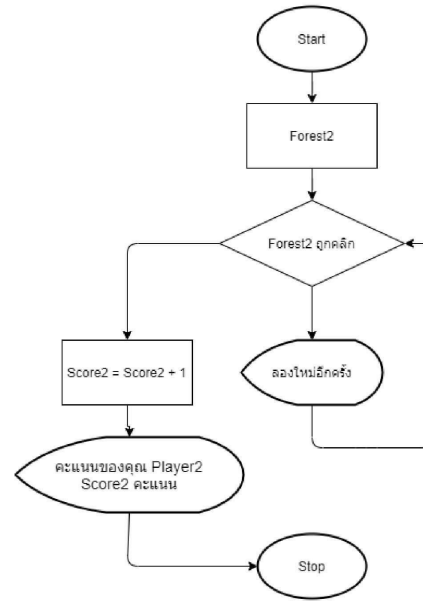 Start
Forest2
Forest2 ถูกคลิก
Score2 = Score2 + 1
ลองใหม่อีกครั้ง
คะแนนของคุณ Player2
Score2 คะแนน
Stop